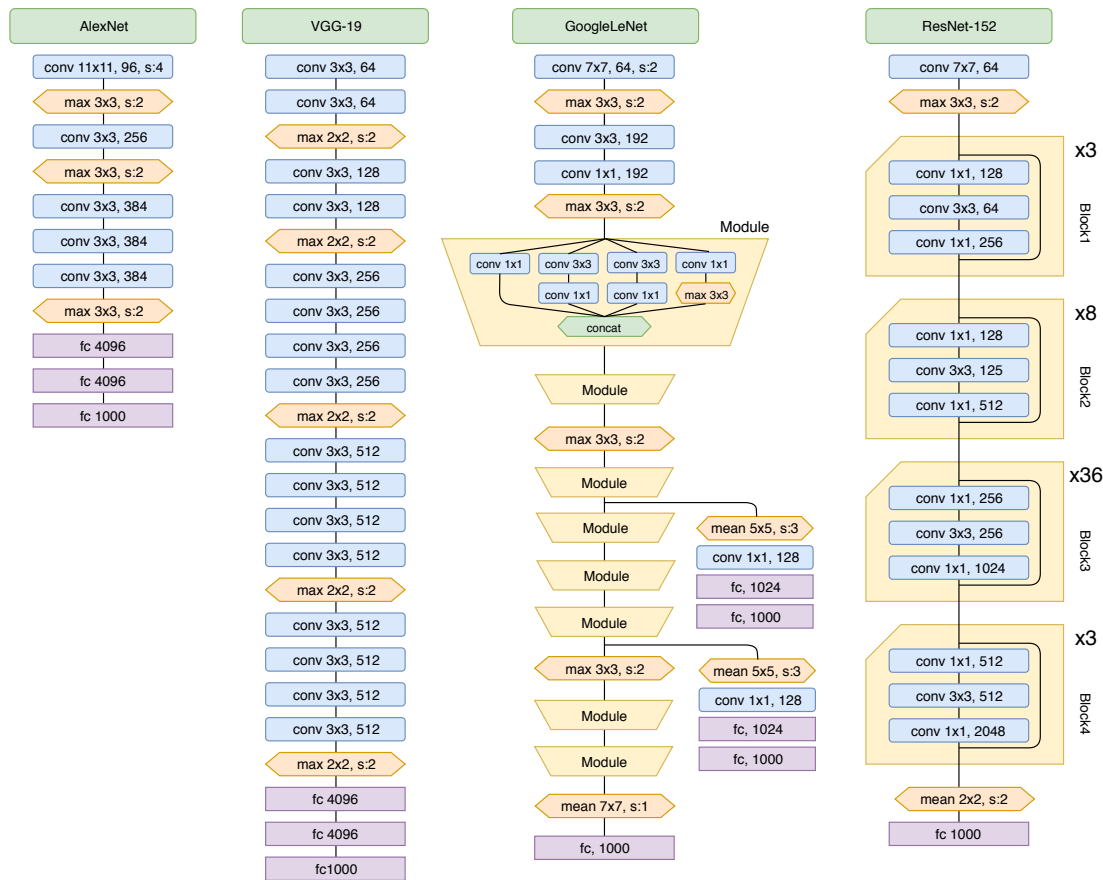 AlexNet
conv 11x11, 96, s:4
max 3x3, s:2
conv 3x3, 256
max 3x3, s:2
conv 3x3, 384
conv 3x3, 384
conv 3x3, 384
max 3x3, s:2
fc 4096
fc 4096
fc 1000
VGG-19
conv 3x3, 64
conv 3x3, 64
max 2x2, s:2
conv 3x3, 128
conv 3x3, 128
max 2x2, s:2
conv 3x3, 256
conv 3x3, 256
conv 3x3, 256
conv 3x3, 256
max 2x2, s:2
conv 3x3, 512
conv 3x3, 512
conv 3x3, 512
conv 3x3, 512
max 2x2, s:2
conv 3x3, 512
conv 3x3, 512
conv 3x3, 512
conv 3x3, 512
max 2x2, s:2
fc 4096
fc 4096
fc1000
GoogleLeNet
conv 7x7, 64, s:2
max 3x3, s:2
conv 3x3, 192
conv 1x1, 192
max 3x3, s:2
Module
conv 1x1
conv 3x3
conv 3x3
conv 1x1
conv 1x1
conv 1x1
max 3x3
concat
Module
max 3x3, s:2
Module
Module
Module
Module
max 3x3, s:2
Module
Module
mean 7x7, s:1
fc, 1000
mean 5x5, s:3
conv 1x1, 128
fc, 1024
fc, 1000
mean 5x5, s:3
conv 1x1, 128
fc, 1024
fc, 1000
ResNet-152
conv 7x7, 64
max 3x3, s:2
x3
conv 1x1, 128
conv 3x3, 64
conv 1x1, 256
Block1
x8
conv 1x1, 128
conv 3x3, 125
conv 1x1, 512
Block2
x36
conv 1x1, 256
conv 3x3, 256
conv 1x1, 1024
Block3
x3
conv 1x1, 512
conv 3x3, 512
conv 1x1, 2048
Block4
mean 2x2, s:2
fc 1000